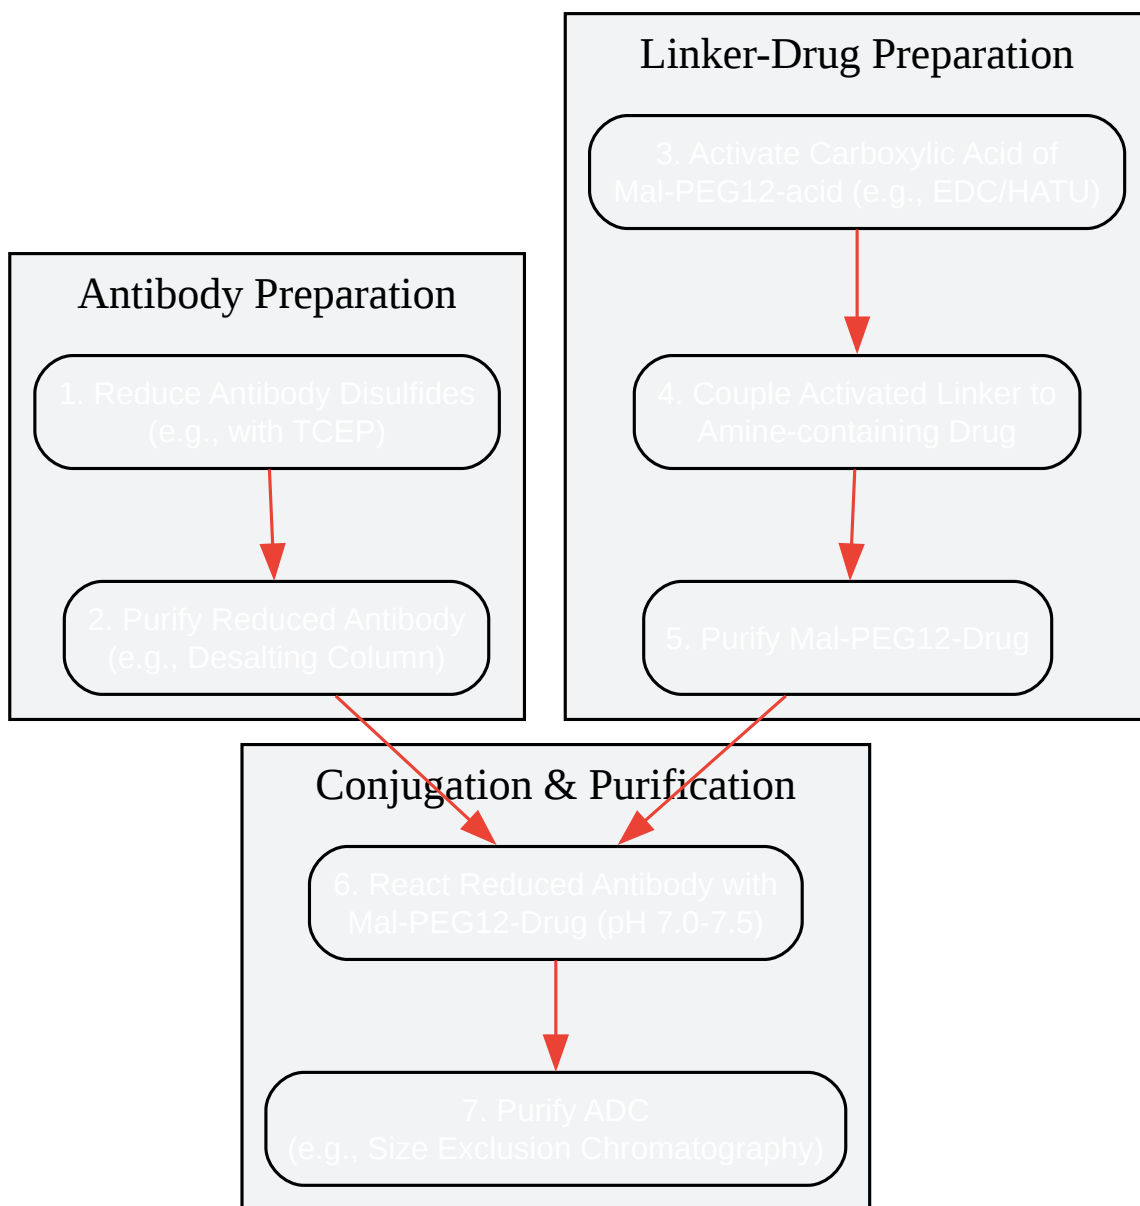 Linker-Drug Preparation
3. Activate Carboxylic Acid of
Mal-PEG12-acid (e.g., EDC/HATU)
4. Couple Activated Linker to
Amine-containing Drug
5. Purify Mal-PEG12-Drug
Antibody Preparation
1. Reduce Antibody Disulfides
(e.g., with TCEP)
2. Purify Reduced Antibody
(e.g., Desalting Column)
Conjugation & Purification
6. React Reduced Antibody with
Mal-PEG12-Drug (pH 7.0-7.5)
7. Purify ADC
(e.g., Size Exclusion Chromatography)